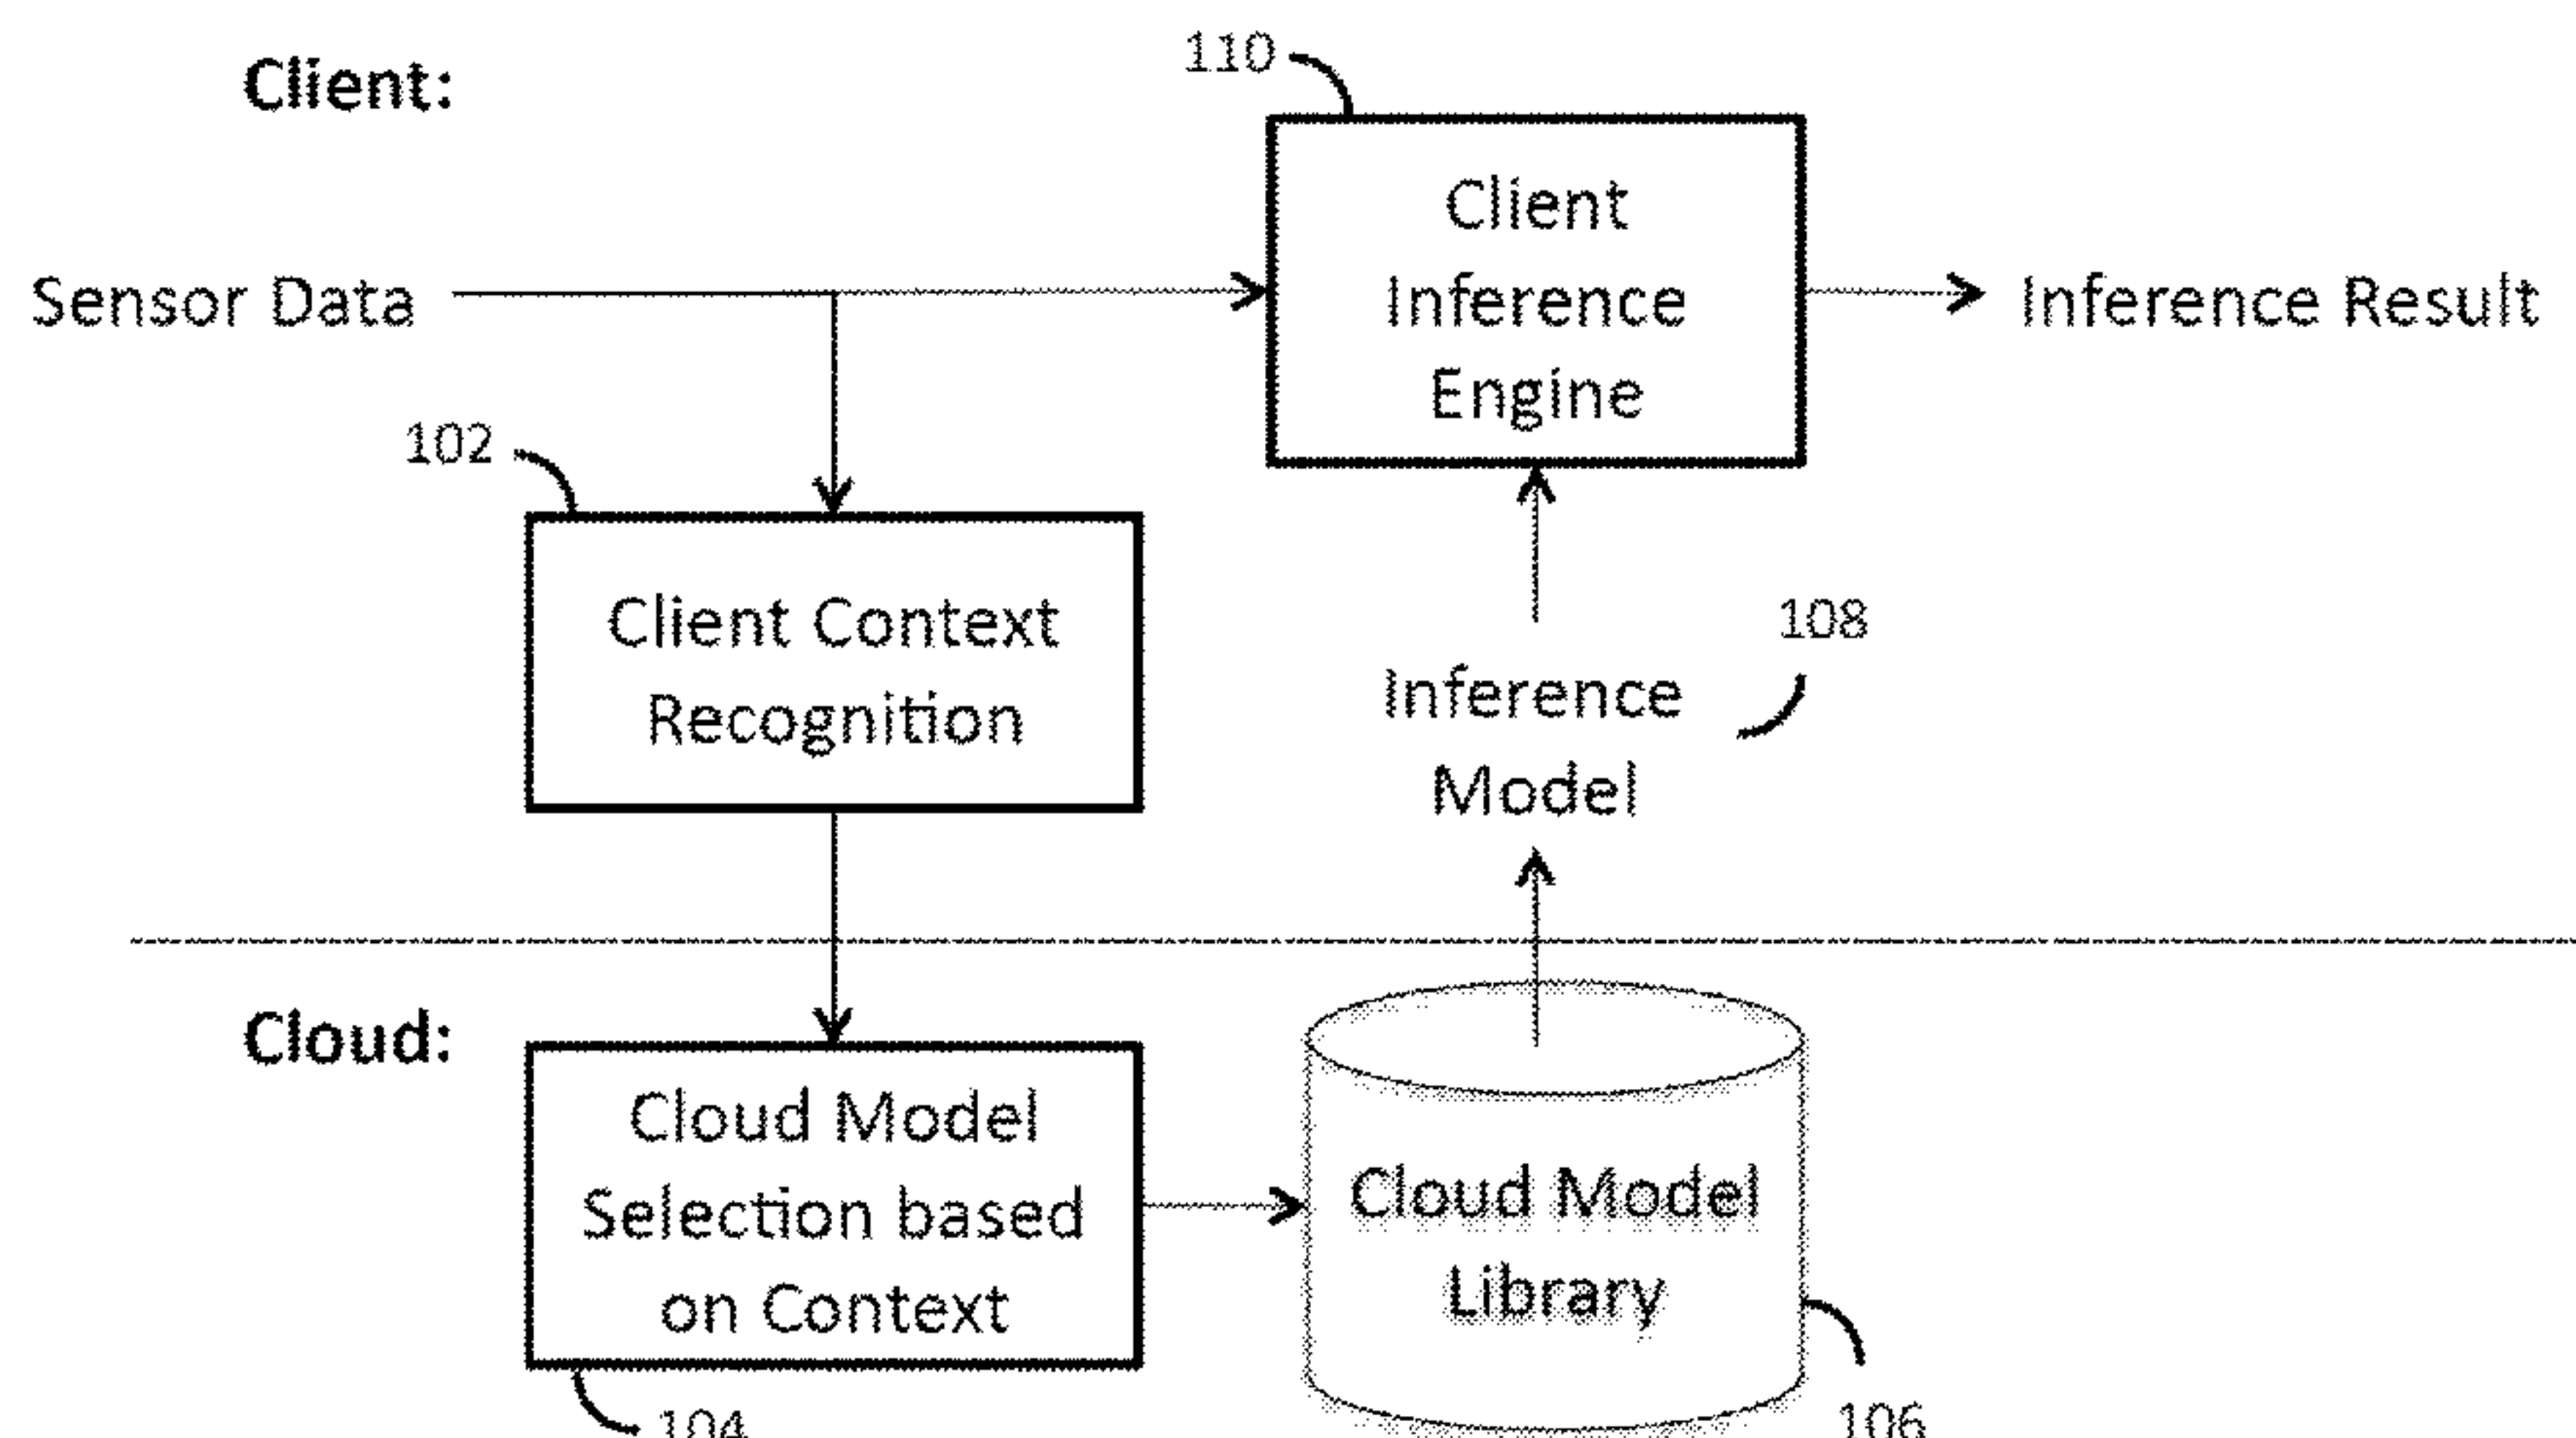 Client:
110
Client
Inference
Engine
Sensor Data
Inference Result
102
Client Context
Recognition
108
Inference
Model
Cloud:
Cloud Model
Selection based
on Context
Cloud Model
Library
104
106